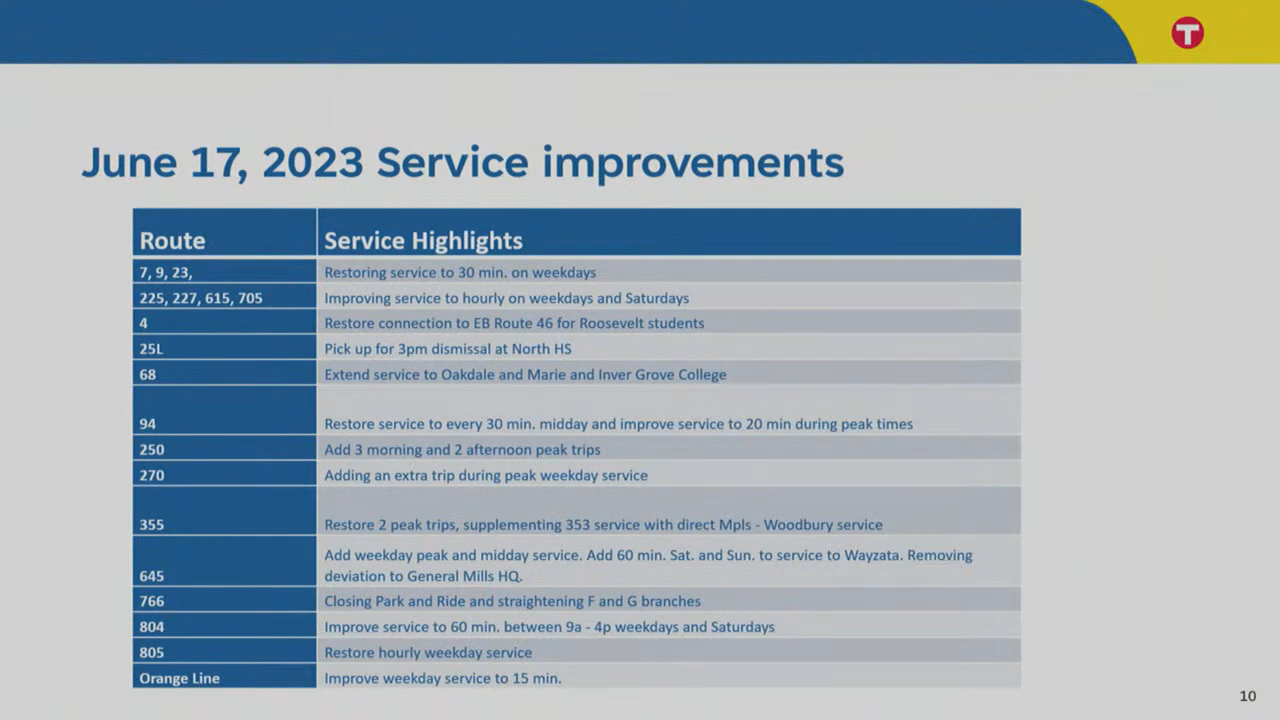 T
June 17, 2023 Service improvements
Route Service Highlights
7, 9, 23, Restoring service to 30 min. on weekdays
225, 227, 615, 705 Improving service to hourly on weekdays and Saturdays
4 Restore connection to EB Route 46 for Roosevelt students
25L Pick up for 3pm dismissal at North HS
68 Extend service to Oakdale and Marie and Inver Grove College
94 Restore service to every 30 min. midday and improve service to 20 min during peak times
250 Add 3 morning and 2 afternoon peak trips
270 Adding an extra trip during peak weekday service
355 Restore 2 peak trips, supplementing 353 service with direct Mpls - Woodbury service
Add weekday peak and midday service. Add 60 min. Sat. and Sun. to service to Wayzata. Removing
645 deviation to General Mills HQ.
766 Closing Park and Ride and straightening F and G branches
804 Improve service to 60 min. between 9a - 4p weekdays and Saturdays
805 Restore hourly weekday service
Orange Line Improve weekday service to 15 min.
10